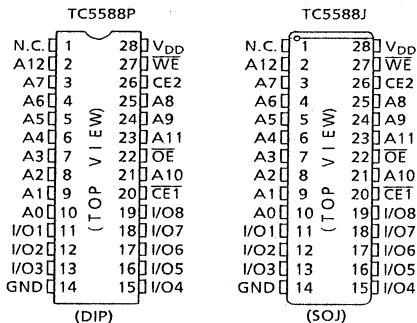 TC5588P
N.C. 1 28 VDD
A12 2 27 WE
A7 3 26 CE2
A6 4 25 A8
A5 5 24 A9
A4 6 23 A11
A3 7 22 OE
A2 8 21 A10
A1 9 20 CE1
A0 10 19 I/O8
I/O1 11 18 I/O7
I/O2 12 17 I/O6
I/O3 13 16 I/O5
GND 14 15 I/O4
(TOP VIEW)
(DIP)
TC5588J
N.C. 1 28 VDD
A12 2 27 WE
A7 3 26 CE2
A6 4 25 A8
A5 5 24 A9
A4 6 23 A11
A3 7 22 OE
A2 8 21 A10
A1 9 20 CE1
A0 10 19 I/O8
I/O1 11 18 I/O7
I/O2 12 17 I/O6
I/O3 13 16 I/O5
GND 14 15 I/O4
(TOP VIEW)
(SOJ)